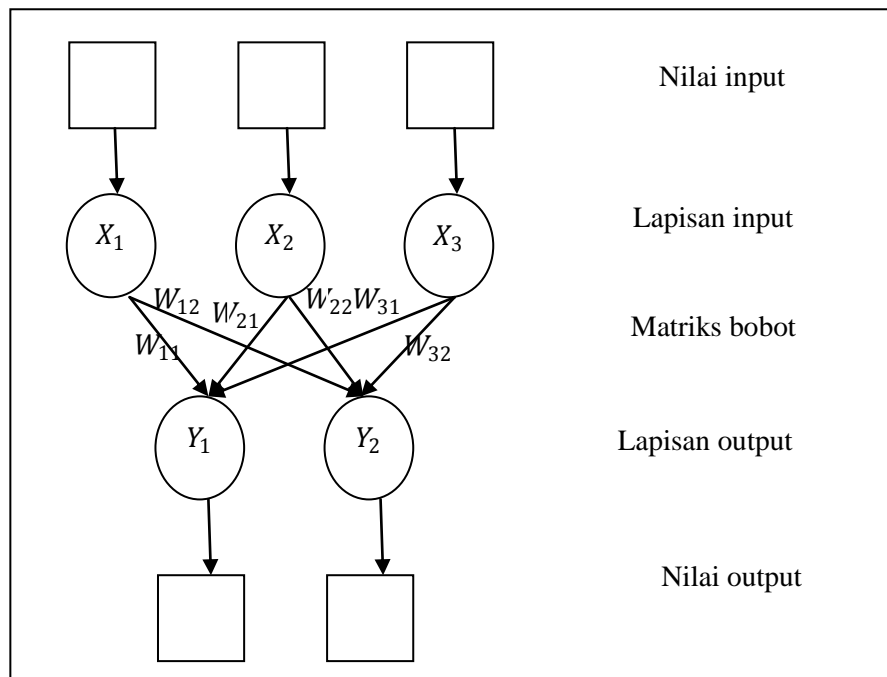 Nilai input
X₁ X₂ X₃
Lapisan input
W₁₂ W₂₁ W₂₂ W₃₁
W₁₁ W₃₂
Matriks bobot
Y₁ Y₂
Lapisan output
Nilai output